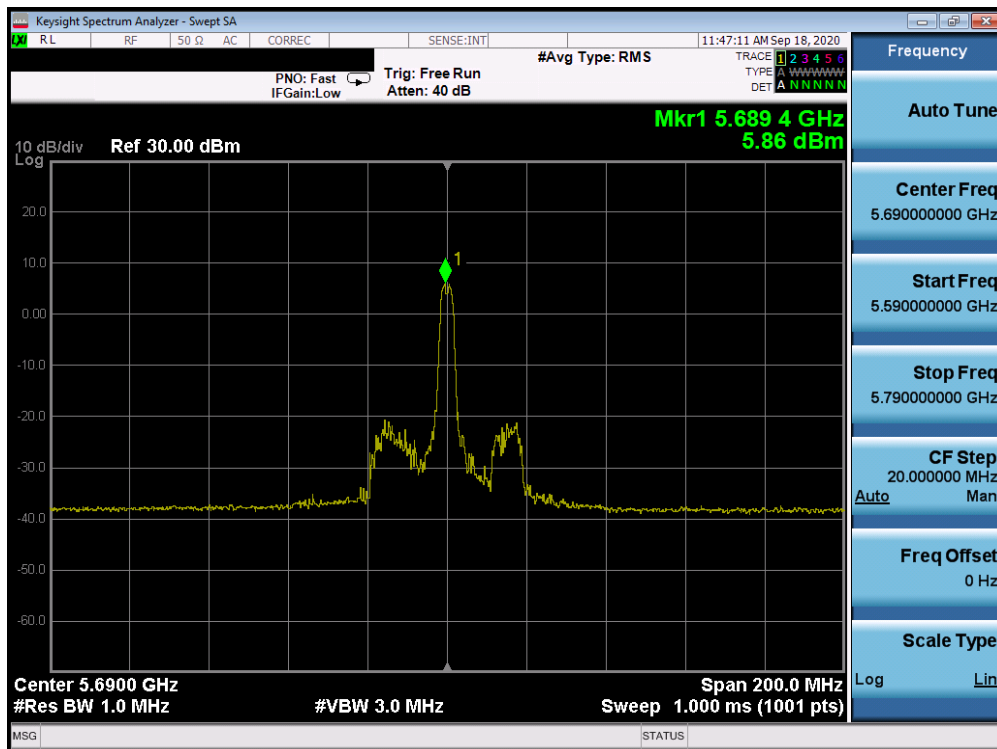 Keysight Spectrum Analyzer - Swept SA
LXI RL RF 50 Ω AC CORREC SENSE:INT 11:47:11 AM Sep 18, 2020
#Avg Type: RMS TRACE 1 2 3 4 5 6
PNO: Fast Trig: Free Run TYPE A WWWWW
IFGain:Low Atten: 40 dB DET A N N N N N
Mkr1 5.689 4 GHz
5.86 dBm
10 dB/div Ref 30.00 dBm
Log
20.0
10.0
1
0.00
-10.0
-20.0
-30.0
-40.0
-50.0
-60.0
Center 5.6900 GHz Span 200.0 MHz
#Res BW 1.0 MHz #VBW 3.0 MHz Sweep 1.000 ms (1001 pts)
MSG STATUS
Frequency
Auto Tune
Center Freq
5.690000000 GHz
Start Freq
5.590000000 GHz
Stop Freq
5.790000000 GHz
CF Step
20.000000 MHz
Auto Man
Freq Offset
0 Hz
Scale Type
Log Lin